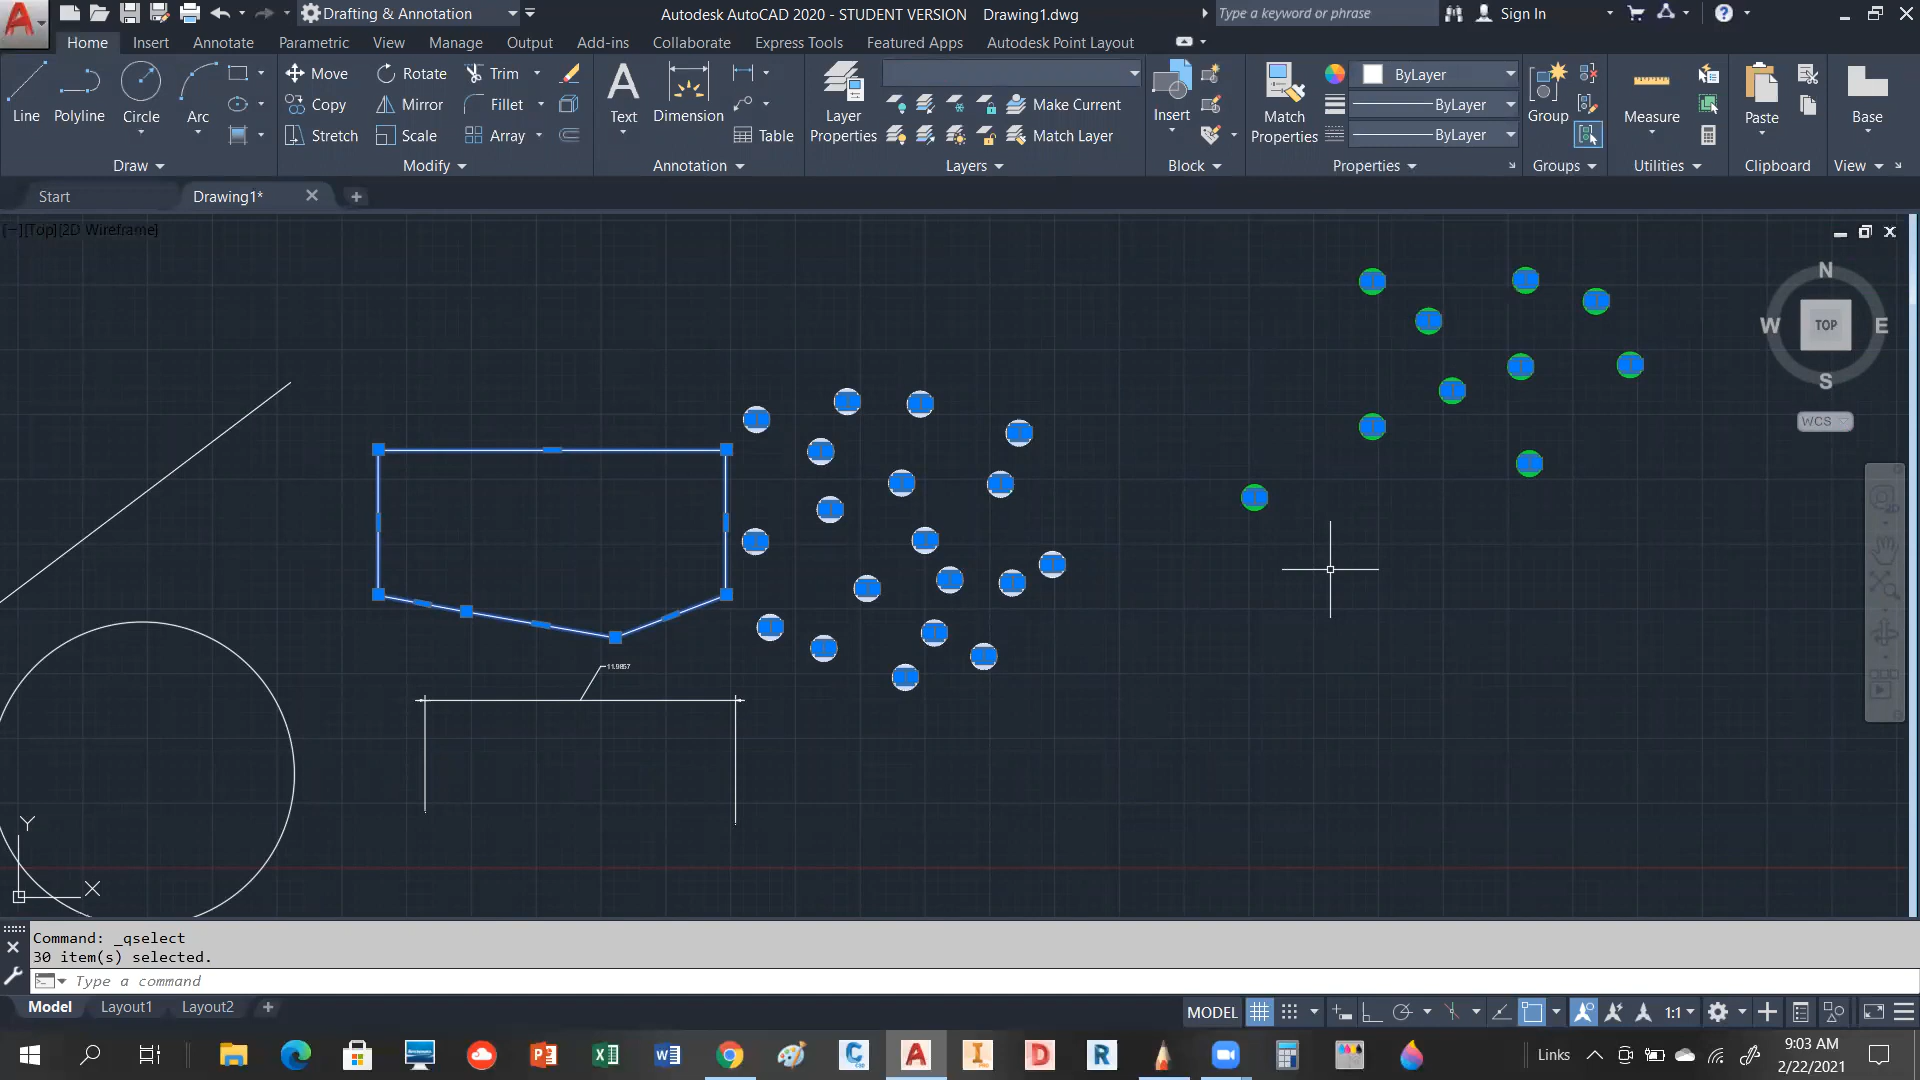 Drafting & Annotation
Autodesk AutoCAD 2020 - STUDENT VERSION Drawing1.dwg
Type a keyword or phrase
Sign In
Home Insert Annotate Parametric View Manage Output Add-ins Collaborate Express Tools Featured Apps Autodesk Point Layout
Line Polyline Circle Arc
Move Rotate Trim
Copy Mirror Fillet
Stretch Scale Array
Text Dimension Table
Layer Properties
Make Current
Match Layer
Insert
Match Properties
ByLayer
ByLayer
ByLayer
Group
Measure
Paste
Base
Draw Modify Annotation Layers Block Properties Groups Utilities Clipboard View
Start Drawing1*
[−][Top][2D Wireframe]
N
W TOP E
S
WCS
11.9857
Y
X
Command: _qselect
30 item(s) selected.
Type a command
Model Layout1 Layout2
MODEL 1:1
Links
9:03 AM
2/22/2021